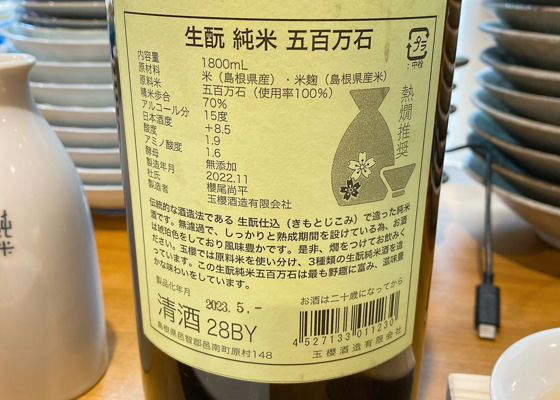 生酛 純米 五百万石
内容量 1800mL
原材料 米（島根県産）・米麹（島根県産米）
原料米 五百万石（使用率100%）
精米歩合 70%
アルコール分 15度
日本酒度 +8.5
酸度 1.9
アミノ酸度 1.6
酵母 無添加
製造年月 2022.11
杜氏 櫻尾尚平
製造者 玉櫻酒造有限会社
熱燗推奨
プラ
:中栓
伝統的な酒造法である 生酛仕込（きもとじこみ）で造った純米
酒です。無濾過で、しっかりと熟成期間を設けている為、お酒
は琥珀色をしており風味豊かです。是非、燗をつけてお飲みく
ださい。玉櫻では原料米を使い分け、3種類の生酛純米酒を造
っています。この生酛純米五百万石は最も野趣に富み、滋味豊
かな味わいをしています。
製品化年月
2023.5.-
お酒は二十歳になってから
清酒 28BY
4527133011230
島根県邑智郡邑南町原村148
玉櫻酒造有限会社
純米